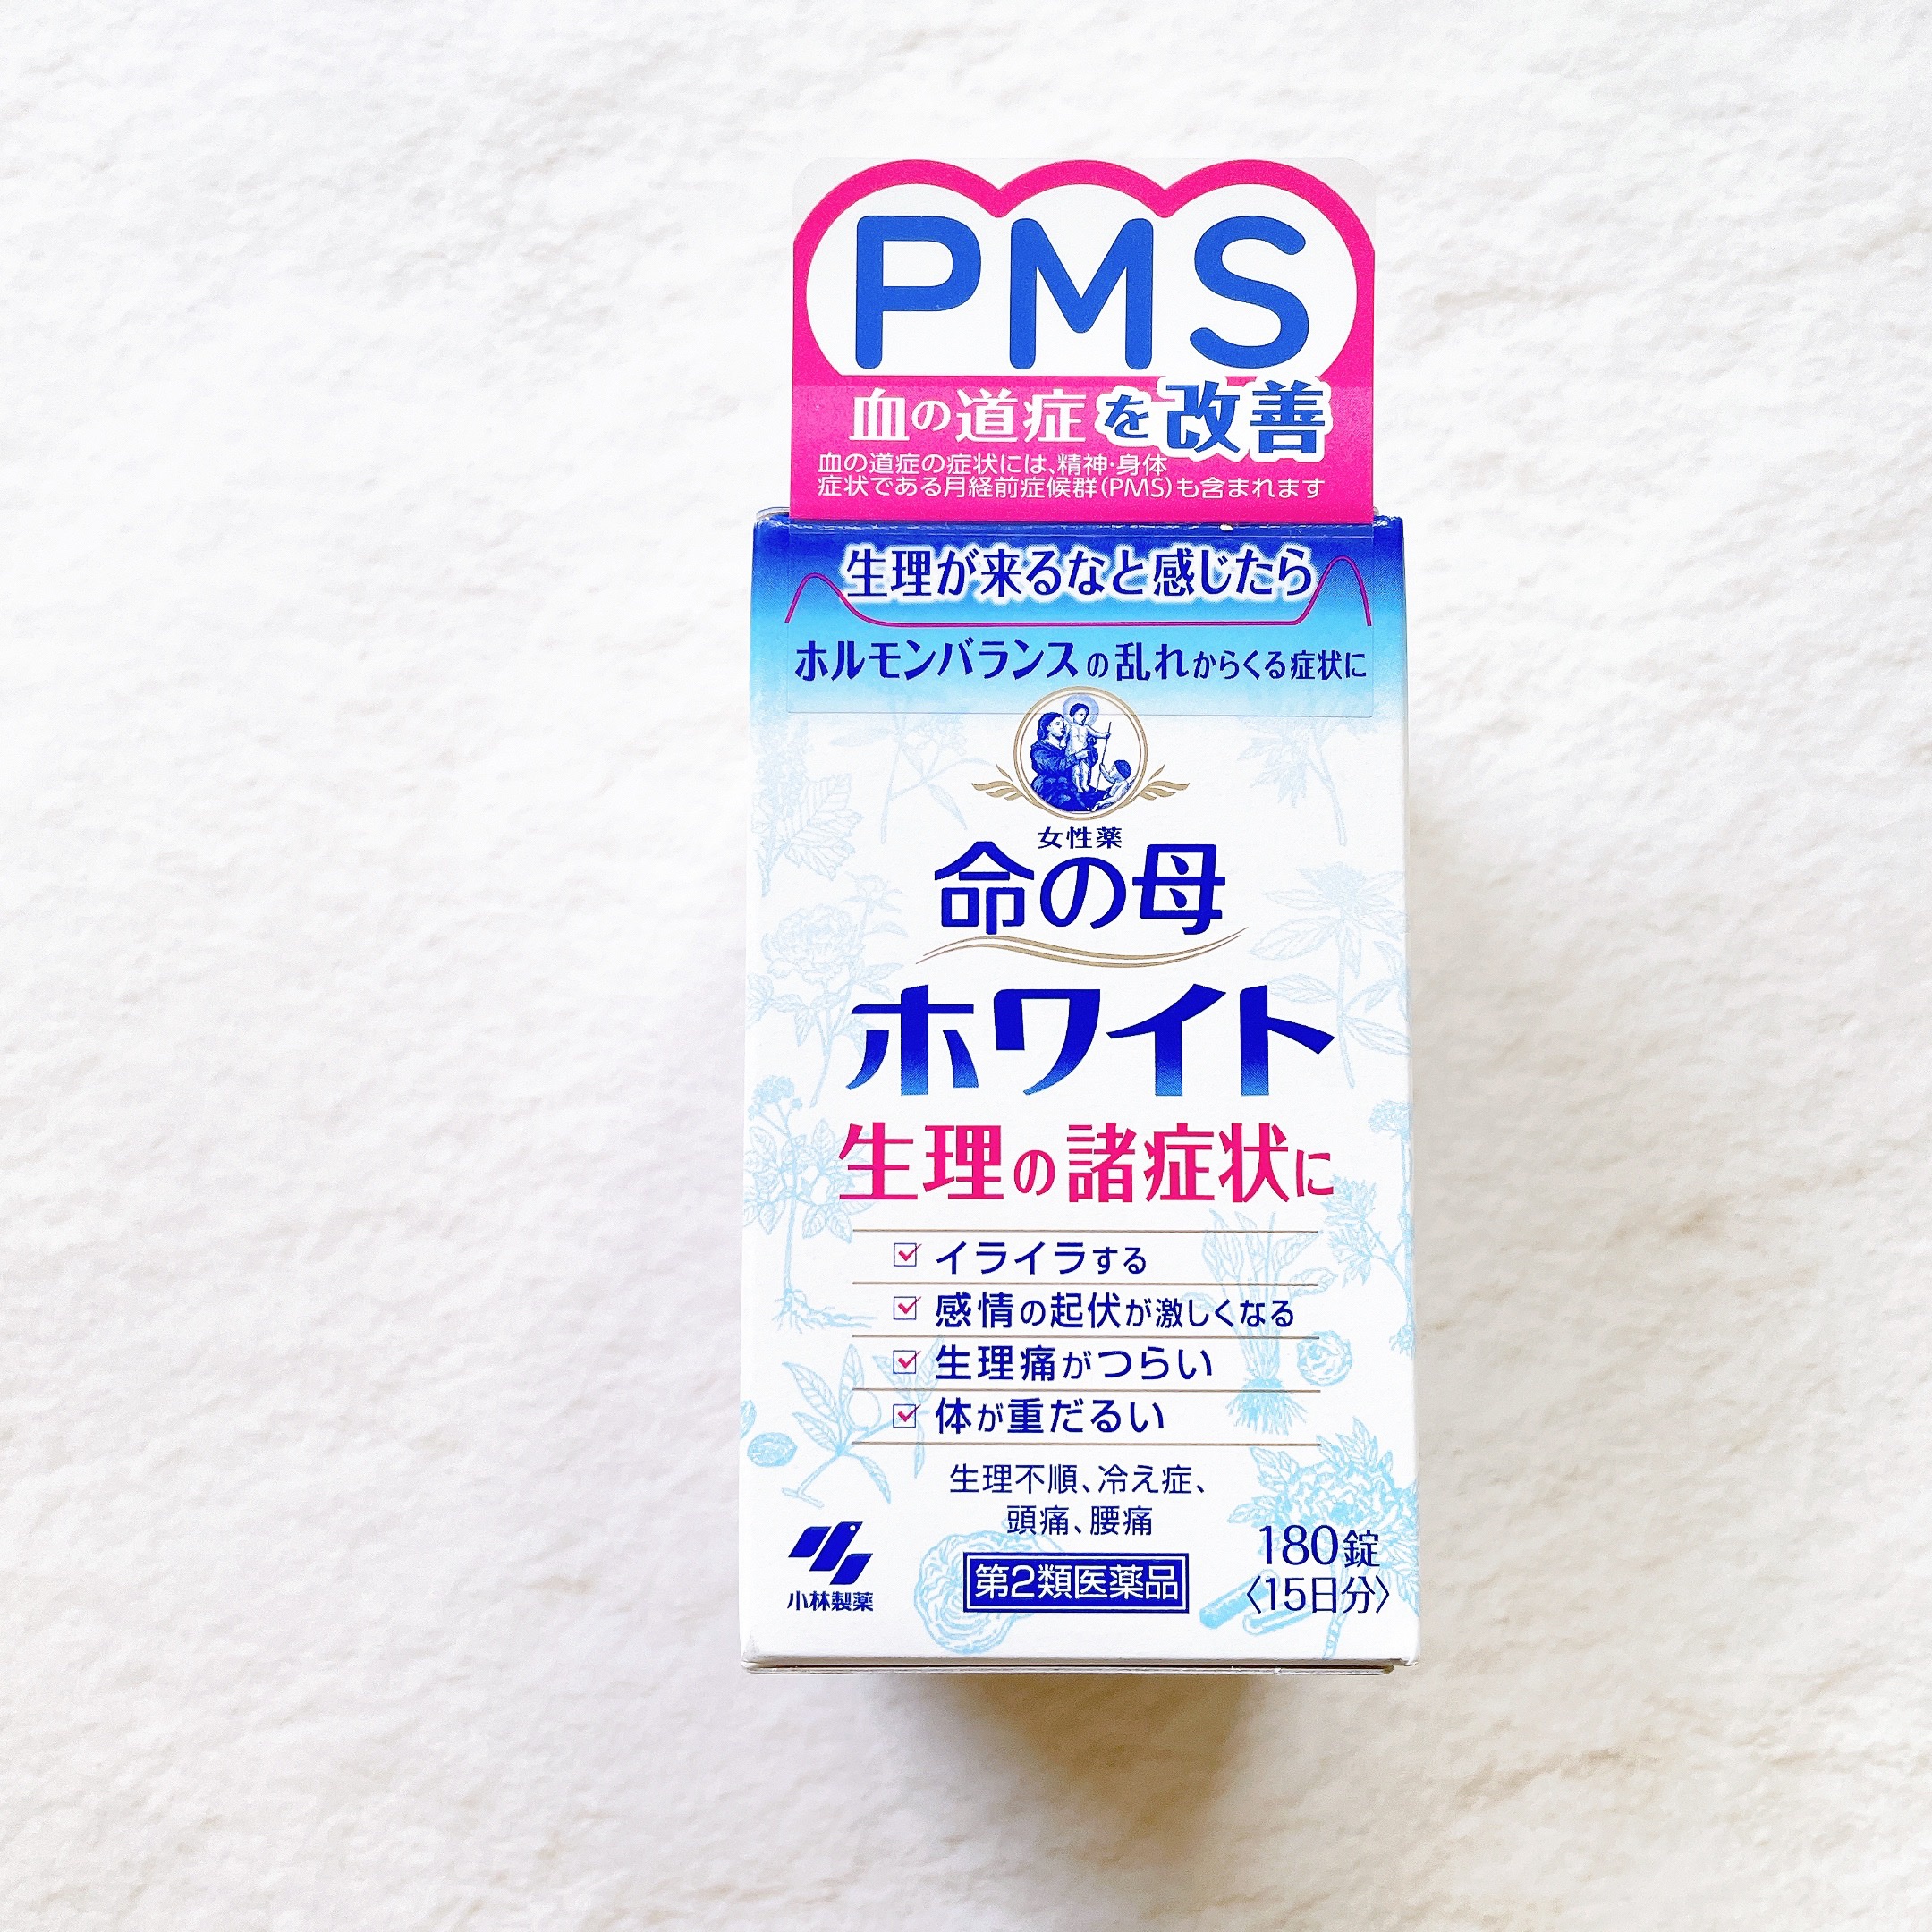 PMS
血の道症を改善
血の道症の症状には、精神・身体
症状である月経前症候群(PMS)も含まれます
生理が来るなと感じたら
ホルモンバランスの乱れからくる症状に
女性薬
命の母
ホワイト
生理の諸症状に
イライラする
感情の起伏が激しくなる
生理痛がつらい
体が重だるい
生理不順、冷え症、
頭痛、腰痛
小林製薬
第2類医薬品
180錠
〈15日分〉